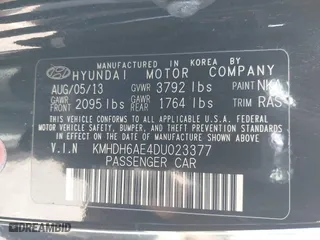 MANUFACTURED IN KOREA BY
HYUNDAI MOTOR COMPANY
AUG/05/13 GVWR 3792 lbs PAINT
GAWR FRONT 2095 lbs GAWR REAR 1764 lbs TRIM RAS
THIS VEHICLE CONFORMS TO ALL APPLICABLE
FEDERAL MOTOR VEHICLE SAFETY, BUMPER, AND THEFT
PREVENTION STANDARDS IN EFFECT ON THE DATE OF
MANUFACTURE SHOWN ABOVE.
V.I.N KMHDH6AE4DU023377
PASSENGER CAR